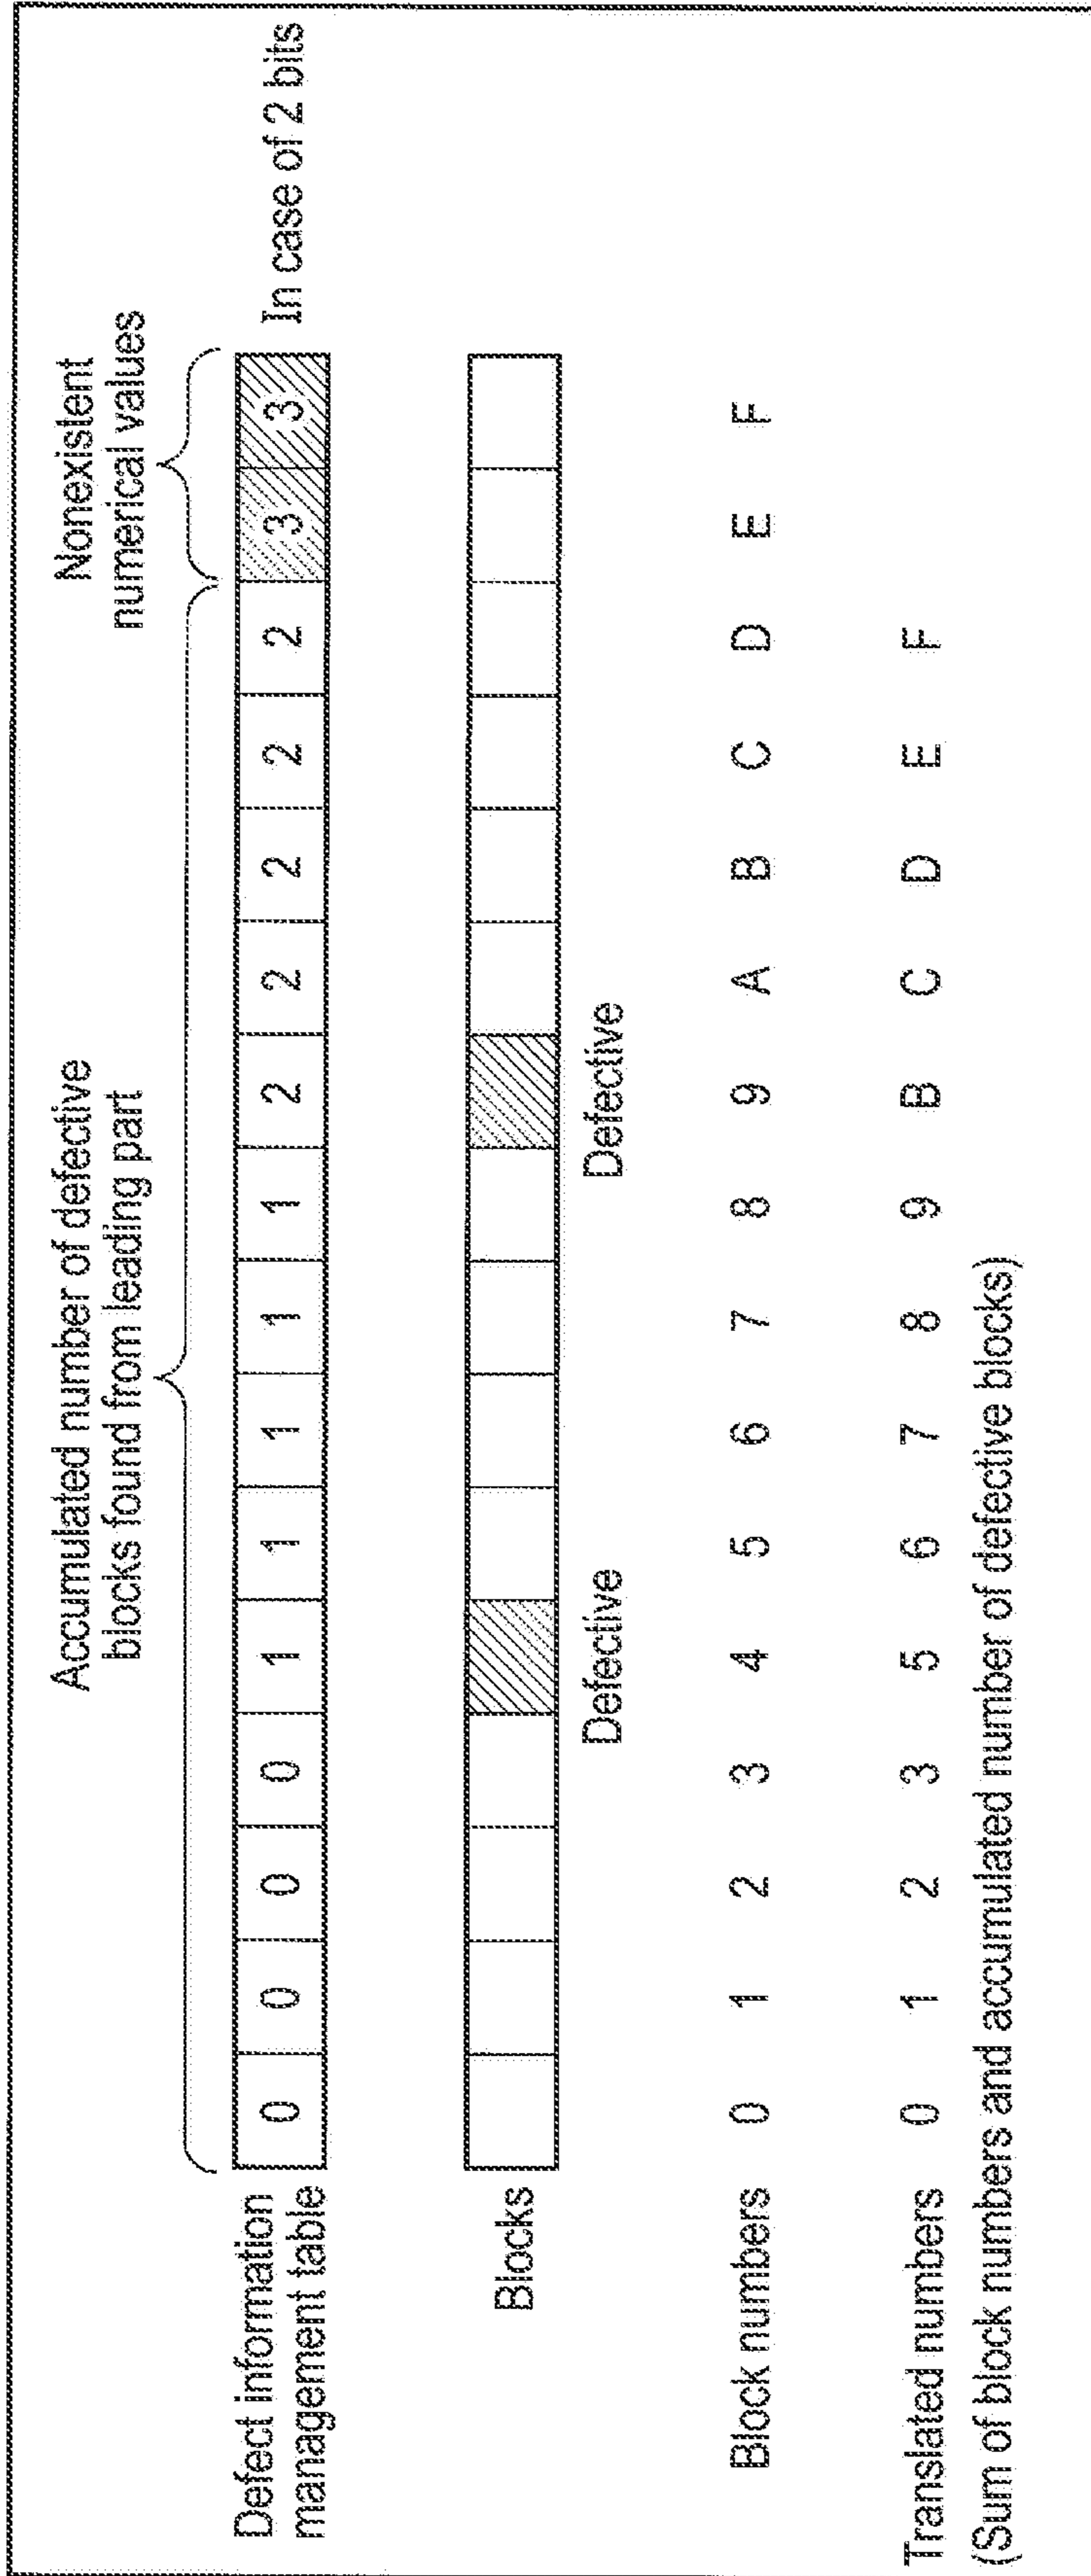 Accumulated number of defective
blocks found from leading part
Nonexistent
numerical values
Defect information
management table
0 0 0 0 1 1 1 1 1 2 2 2 2 2 3 3
In case of 2 bits
Blocks
Defective
Defective
Block numbers 0 1 2 3 4 5 6 7 8 9 A B C D E F
Translated numbers 0 1 2 3 5 6 7 8 9 B C D E F
(Sum of block numbers and accumulated number of defective blocks)